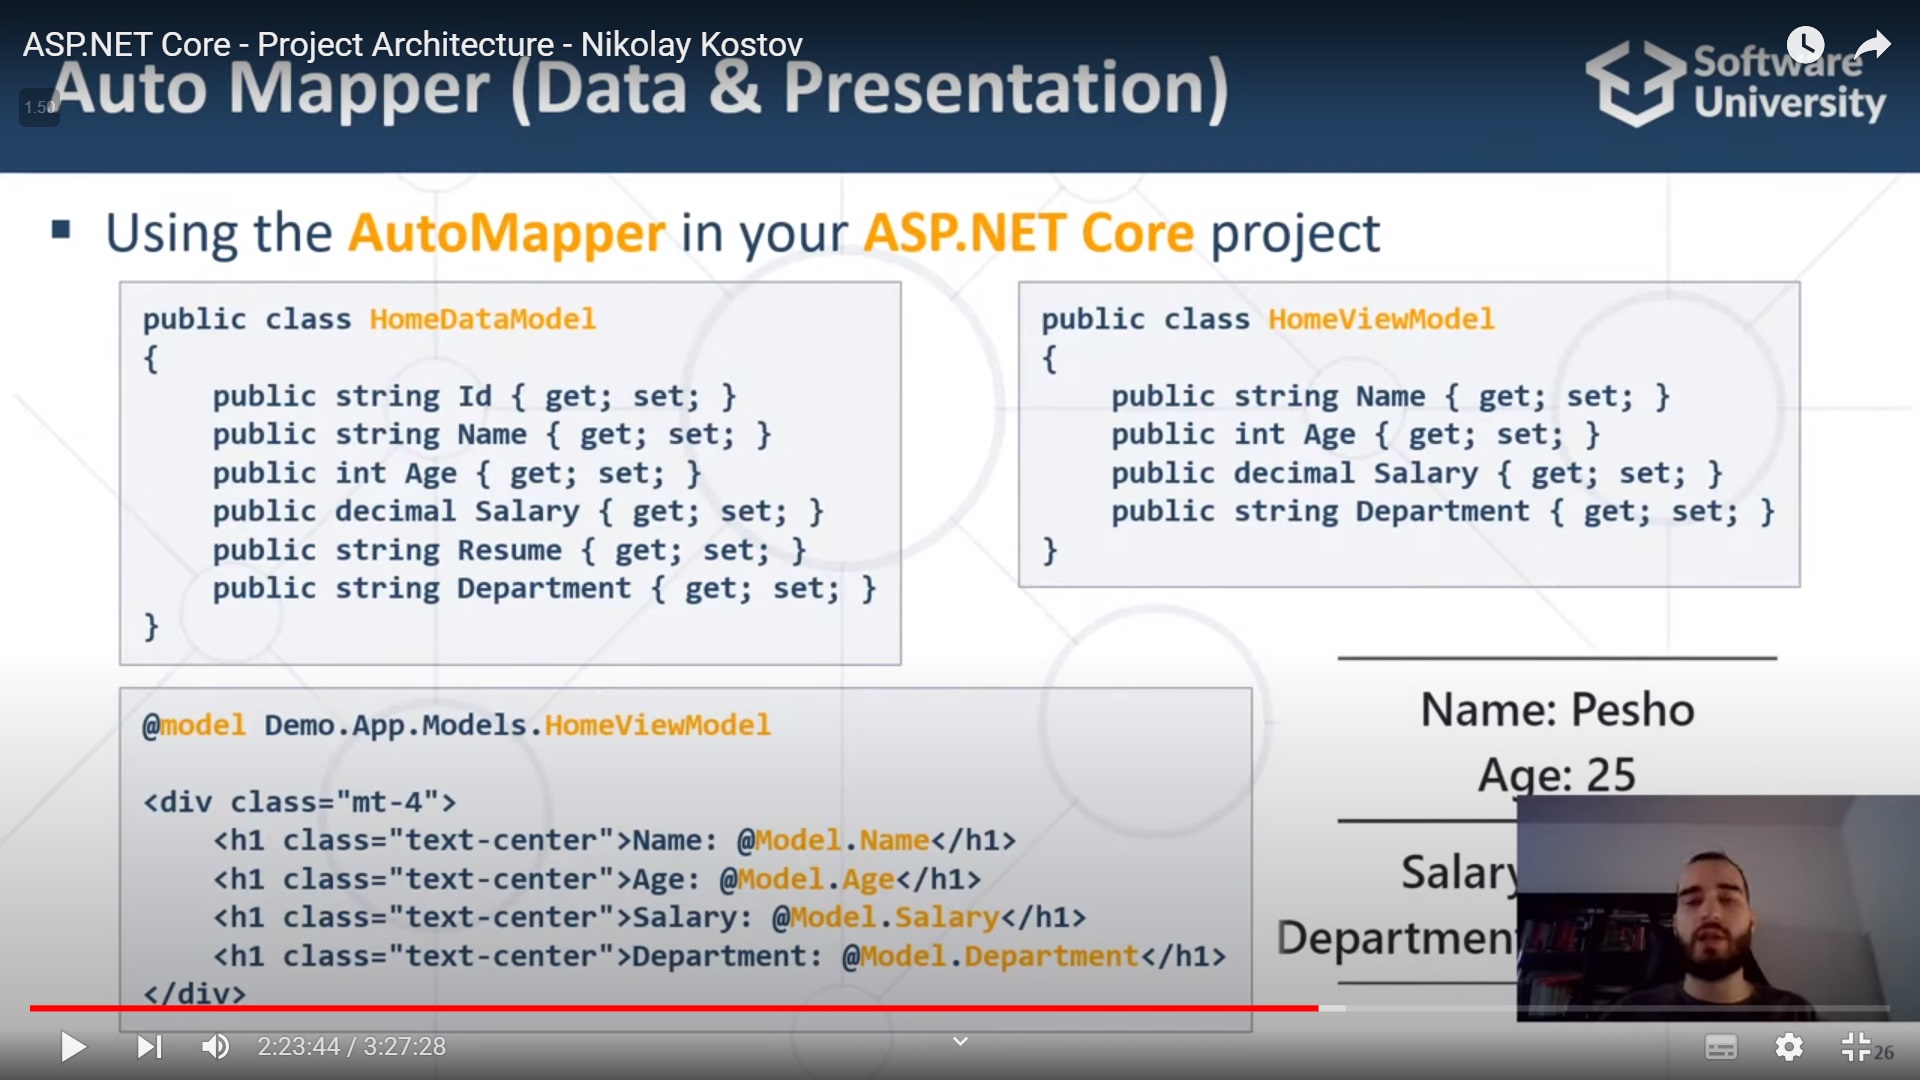 ASP.NET Core - Project Architecture - Nikolay Kostov
Auto Mapper (Data & Presentation)
Software
University
1.50
Using the AutoMapper in your ASP.NET Core project
public class HomeDataModel
{
public string Id { get; set; }
public string Name { get; set; }
public int Age { get; set; }
public decimal Salary { get; set; }
public string Resume { get; set; }
public string Department { get; set; }
}
public class HomeViewModel
{
public string Name { get; set; }
public int Age { get; set; }
public decimal Salary { get; set; }
public string Department { get; set; }
}
@model Demo.App.Models.HomeViewModel
<div class="mt-4">
<h1 class="text-center">Name: @Model.Name</h1>
<h1 class="text-center">Age: @Model.Age</h1>
<h1 class="text-center">Salary: @Model.Salary</h1>
<h1 class="text-center">Department: @Model.Department</h1>
</div>
Name: Pesho
Age: 25
Salary
Department
2:23:44 / 3:27:28
26